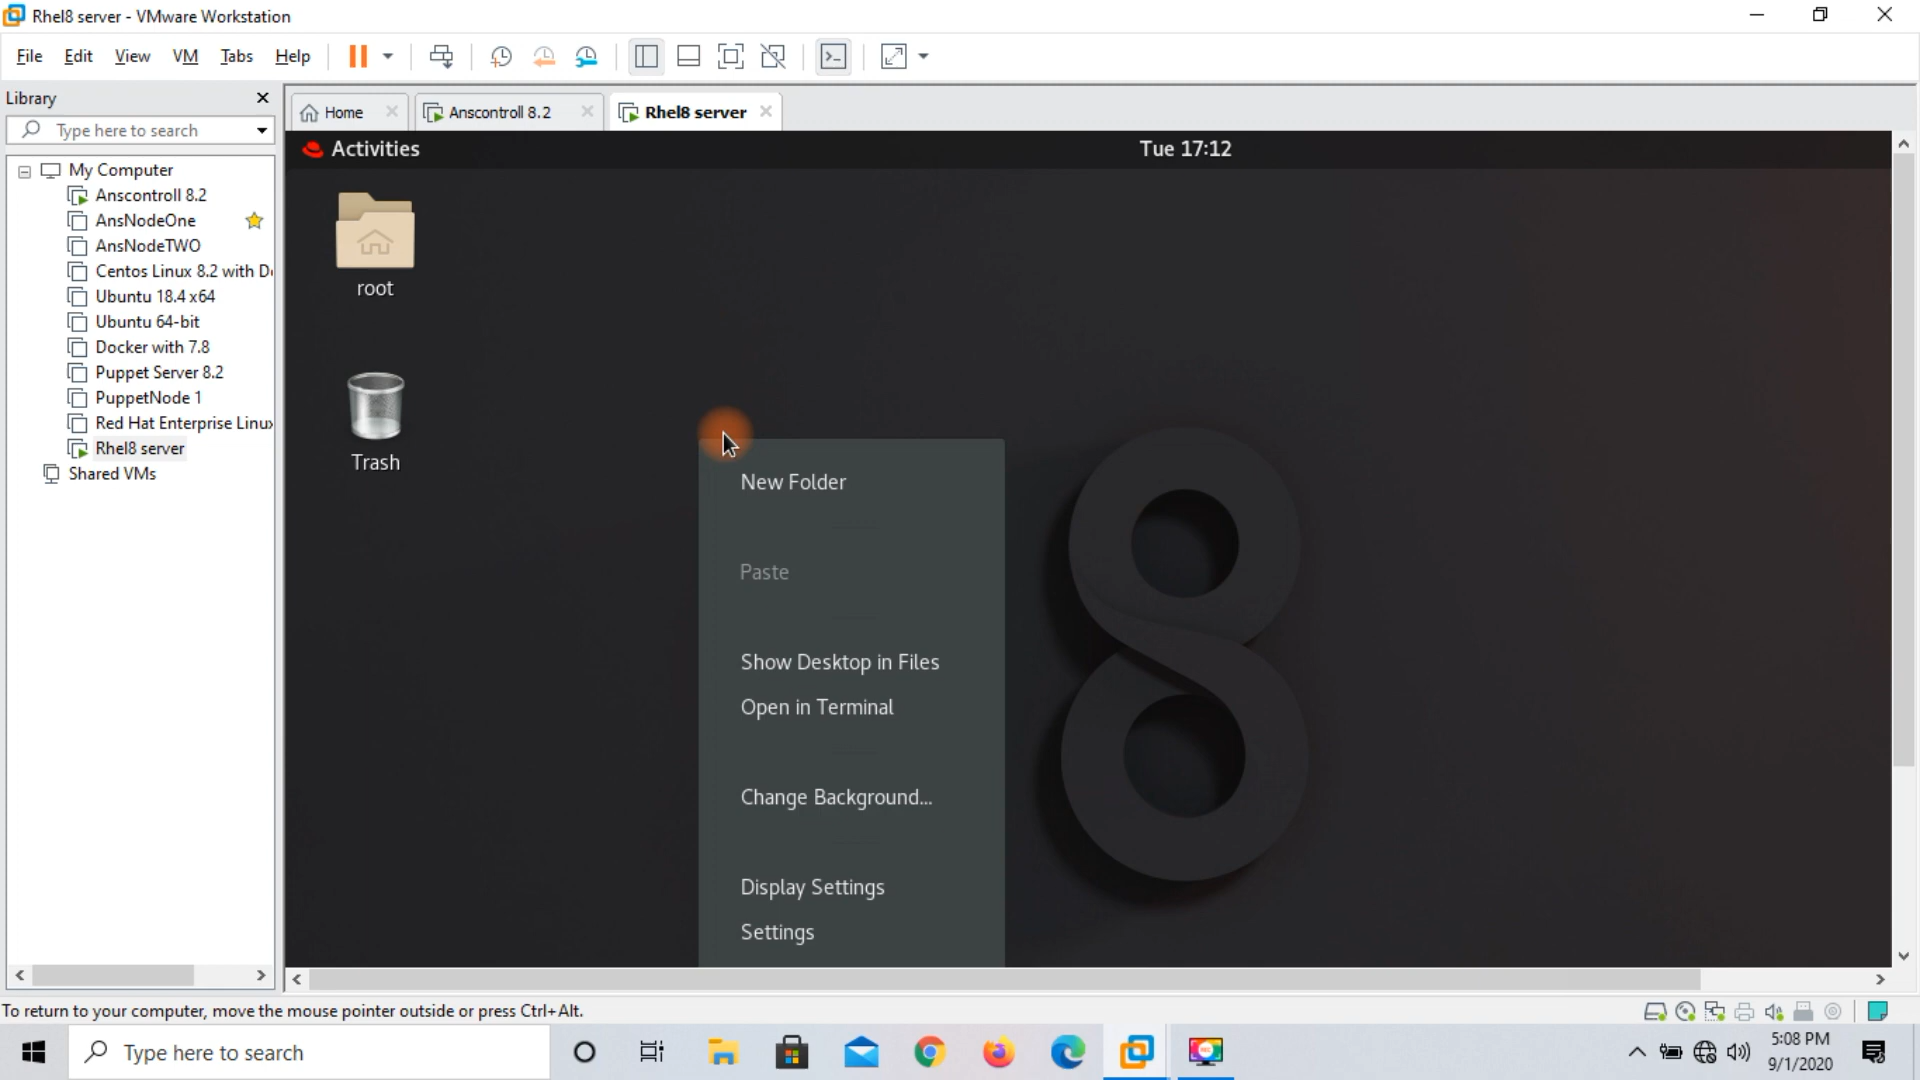 Rhel8 server - VMware Workstation
File Edit View VM Tabs Help
Library
Type here to search
My Computer
Anscontroll 8.2
AnsNodeOne
AnsNodeTWO
Centos Linux 8.2 with D
Ubuntu 18.4 x64
Ubuntu 64-bit
Docker with 7.8
Puppet Server 8.2
PuppetNode 1
Red Hat Enterprise Linux
Rhel8 server
Shared VMs
Home
Anscontroll 8.2
Rhel8 server
Activities
Tue 17:12
root
Trash
New Folder
Paste
Show Desktop in Files
Open in Terminal
Change Background...
Display Settings
Settings
8
To return to your computer, move the mouse pointer outside or press Ctrl+Alt.
Type here to search
5:08 PM
9/1/2020